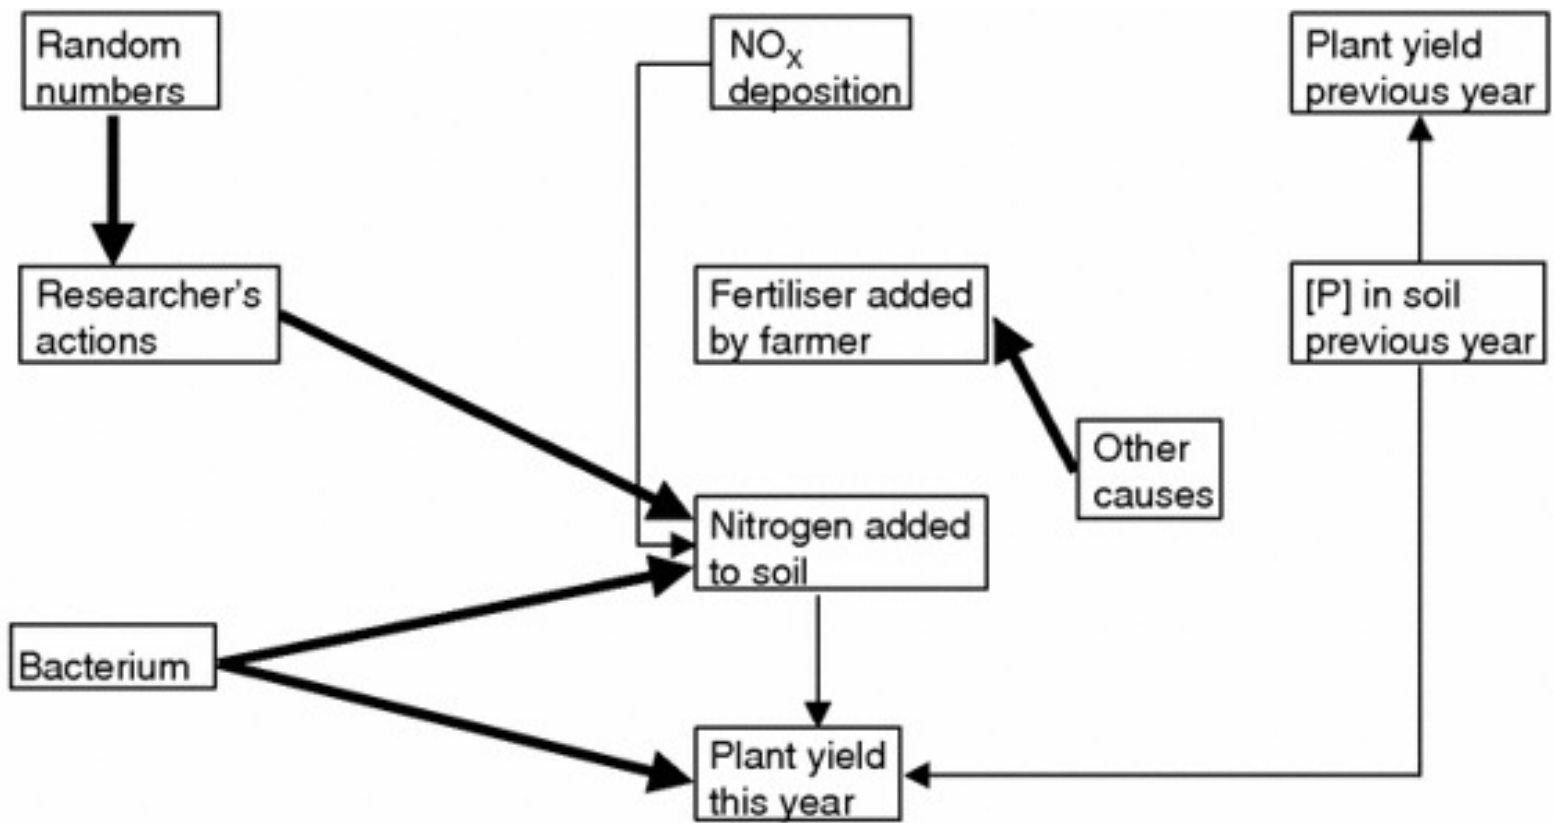 Random
numbers
NOX
deposition
Plant yield
previous year
Researcher's
actions
Fertiliser added
by farmer
[P] in soil
previous year
Other
causes
Nitrogen added
to soil
Bacterium
Plant yield
this year